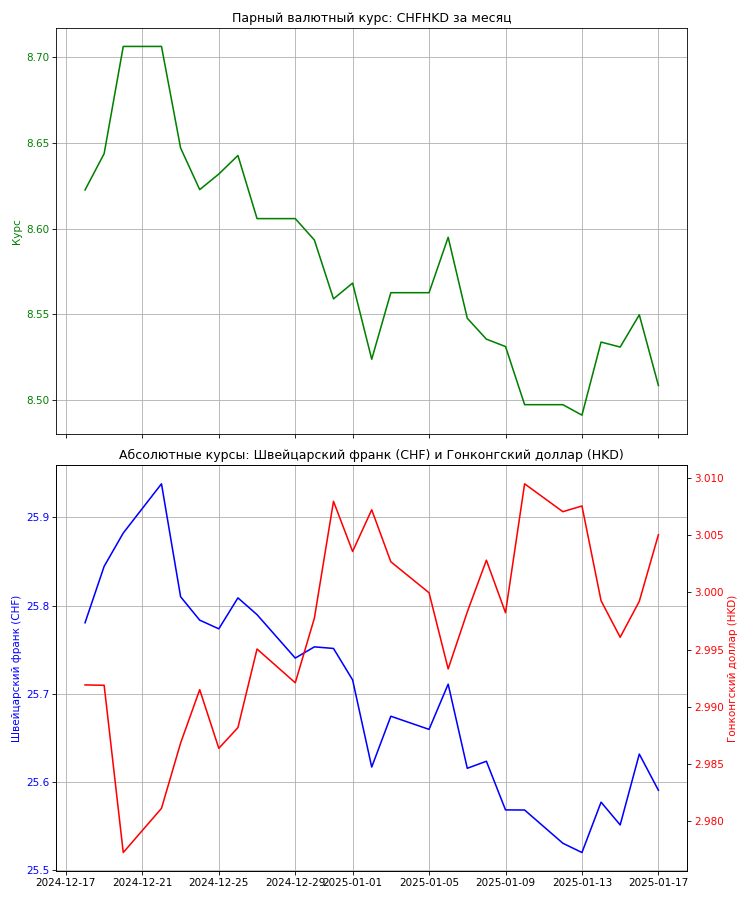 Парный валютный курс: CHFHKD за месяц
8.70
8.65
8.60
8.55
8.50
Курс
Абсолютные курсы: Швейцарский франк (CHF) и Гонконгский доллар (HKD)
25.9
25.8
25.7
25.6
25.5
Швейцарский франк (CHF)
3.010
3.005
3.000
2.995
2.990
2.985
2.980
Гонконгский доллар (HKD)
2024-12-17 2024-12-21 2024-12-25 2024-12-29 2025-01-01 2025-01-05 2025-01-09 2025-01-13 2025-01-17